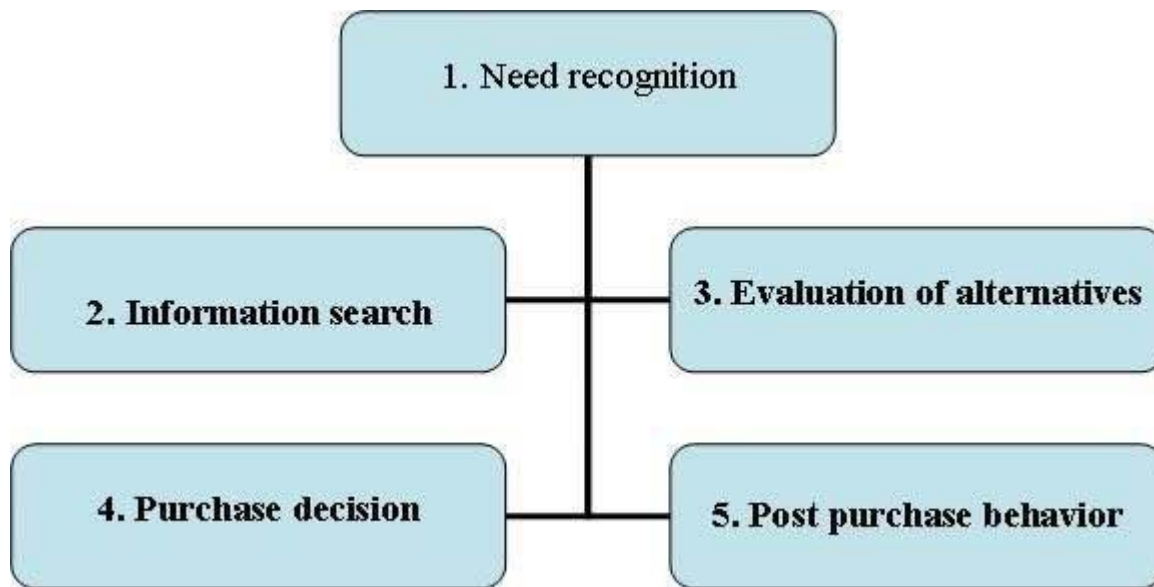 1. Need recognition
2. Information search
3. Evaluation of alternatives
4. Purchase decision
5. Post purchase behavior